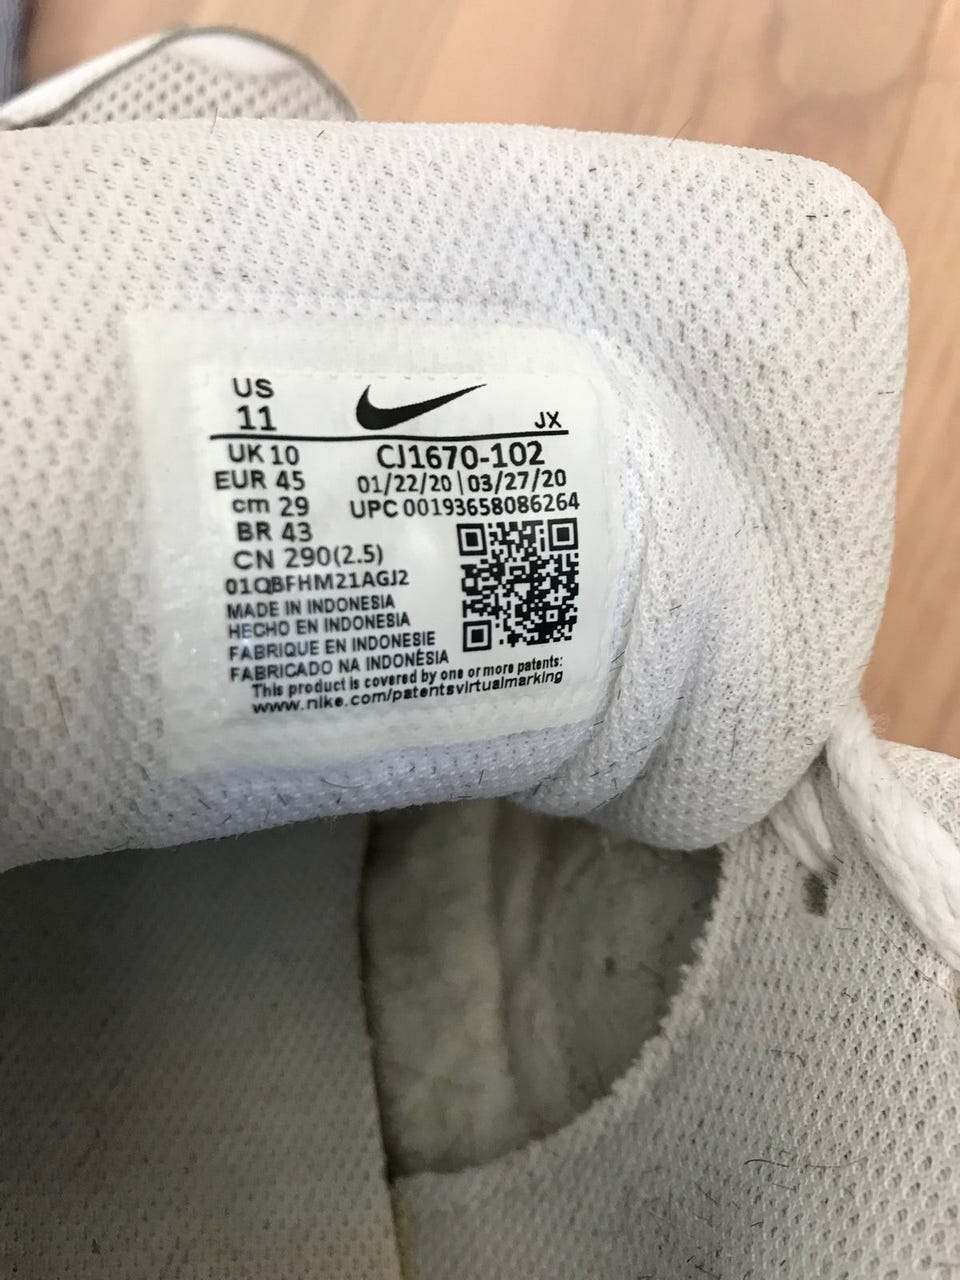 US
11
JX
UK 10
EUR 45
cm 29
BR 43
CN 290(2.5)
CJ1670-102
01/22/20 | 03/27/20
UPC 00193658086264
01QBFHM21AGJ2
MADE IN INDONESIA
HECHO EN INDONESIA
FABRIQUE EN INDONESIE
FABRICADO NA INDONÉSIA
This product is covered by one or more patents:
www.nike.com/patentsvirtualmarking